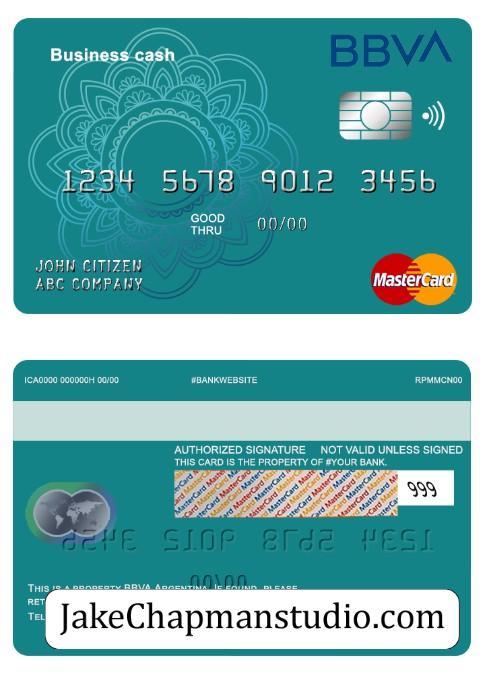 Business cash
BBVA
1234 5678 9012 3456
GOOD
THRU
00/00
JOHN CITIZEN
ABC COMPANY
MasterCard
ICA0000 000000H 00/00 #BANKWEBSITE RPMMCN00
AUTHORIZED SIGNATURE NOT VALID UNLESS SIGNED
THIS CARD IS THE PROPERTY OF #YOUR BANK.
MasterCard MasterCard MasterCard
999
1234 5678 9012 3456
00/00
THIS IS A PROPERTY BBVA ARGENTINA. IF FOUND, PLEASE
RET
TEL
JakeChapmanstudio.com